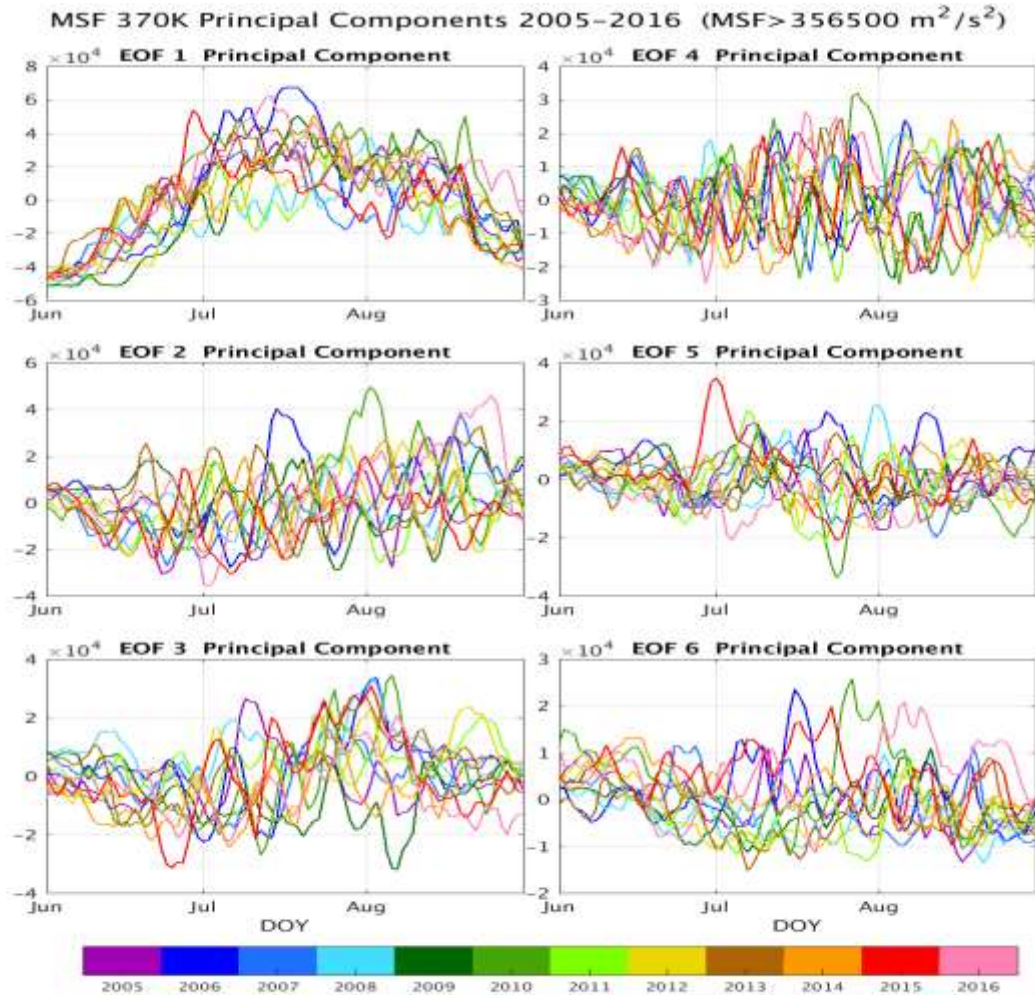 MSF 370K Principal Components 2005-2016 (MSF>356500 m²/s²)
×10⁴ EOF 1 Principal Component
8
6
4
2
0
-2
-4
-6
Jun Jul Aug
×10⁴ EOF 4 Principal Component
4
3
2
1
0
-1
-2
-3
Jun Jul Aug
×10⁴ EOF 2 Principal Component
6
4
2
0
-2
-4
Jun Jul Aug
×10⁴ EOF 5 Principal Component
4
2
0
-2
-4
Jun Jul Aug
×10⁴ EOF 3 Principal Component
4
2
0
-2
-4
Jun Jul Aug
DOY
×10⁴ EOF 6 Principal Component
3
2
1
0
-1
-2
Jun Jul Aug
DOY
2005 2006 2007 2008 2009 2010 2011 2012 2013 2014 2015 2016